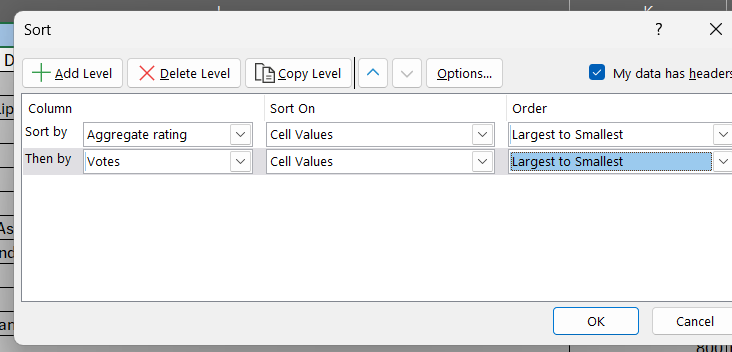 Sort
?
Add Level Delete Level Copy Level Options... My data has headers
Column Sort On Order
Sort by Aggregate rating Cell Values Largest to Smallest
Then by Votes Cell Values Largest to Smallest
OK Cancel